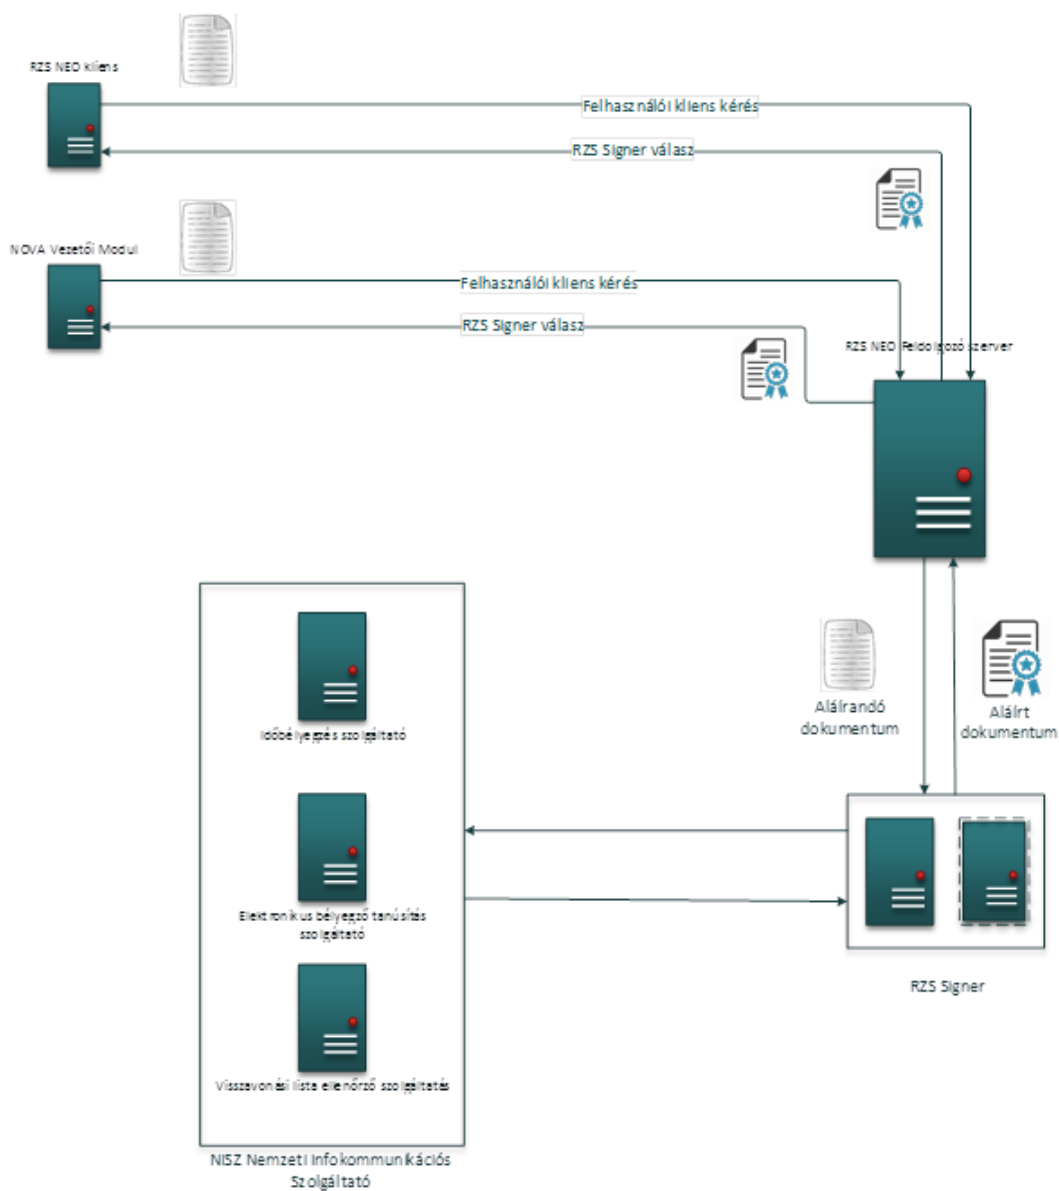 RZS NEO kliens
Felhasználói kliens kérés
RZS Signer válasz
NOVA Vezetői Modul
Felhasználói kliens kérés
RZS Signer válasz
RZS NEO Feldolgozó szerver
Aláírandó
dokumentum
Aláírt
dokumentum
Időbélyegzés szolgáltató
Elektronikus bélyegző tanúsítás
szolgáltató
RZS Signer
Visszavonási lista ellenőrző szolgáltatás
NISZ Nemzeti Infokommunikációs
Szolgáltató